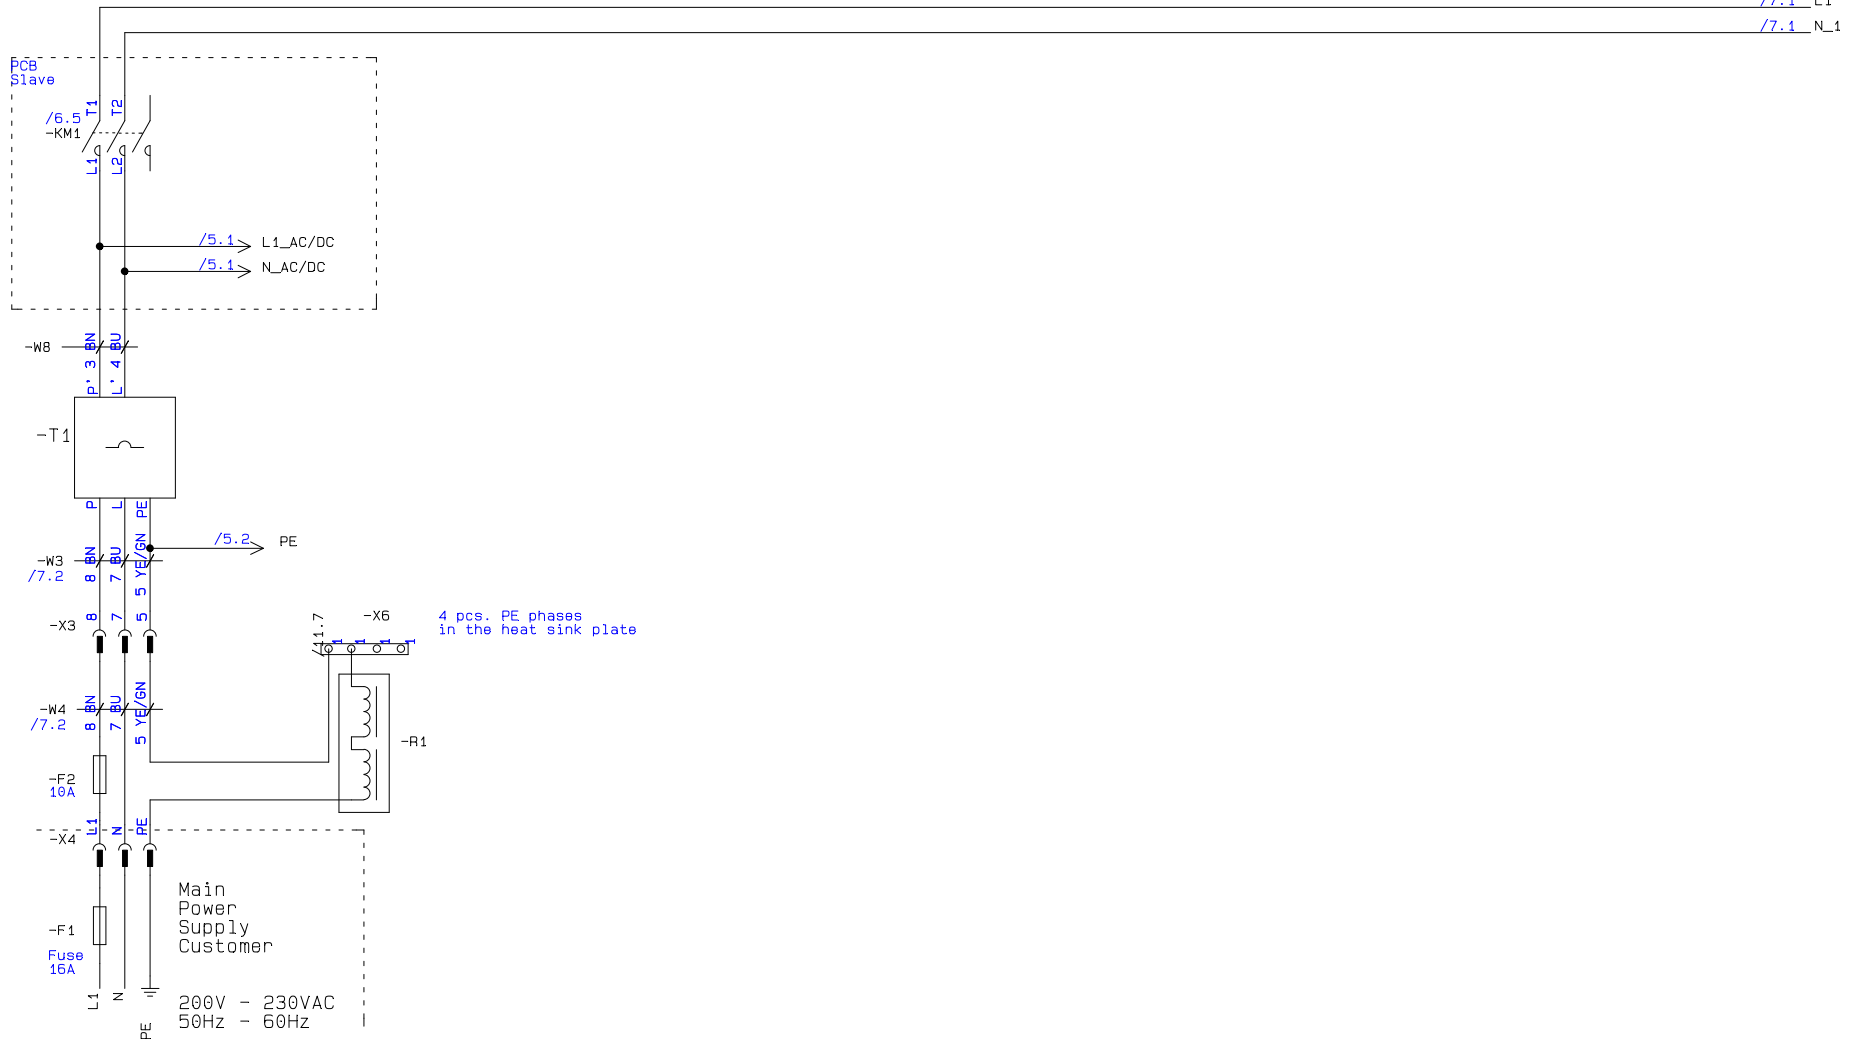 /7.1 L1
/7.1 N_1
PCB
Slave
T1 T2
/6.5
-KM1
L1 L2
/5.1 L1_AC/DC
/5.1 N_AC/DC
-W8
3 BN
4 BU
P' L'
-T1
P L PE
/5.2 PE
-W3
/7.2
8 BN
7 BU
5 YE/GN
8 7 5
-X3
/11.7
-X6
1 1 1 1
4 pcs. PE phases
in the heat sink plate
-W4
/7.2
8 BN
7 BU
5 YE/GN
-R1
-F2
10A
L1 N PE
-X4
Main
Power
Supply
Customer
-F1
Fuse
16A
L1 N PE
200V - 230VAC
50Hz - 60Hz